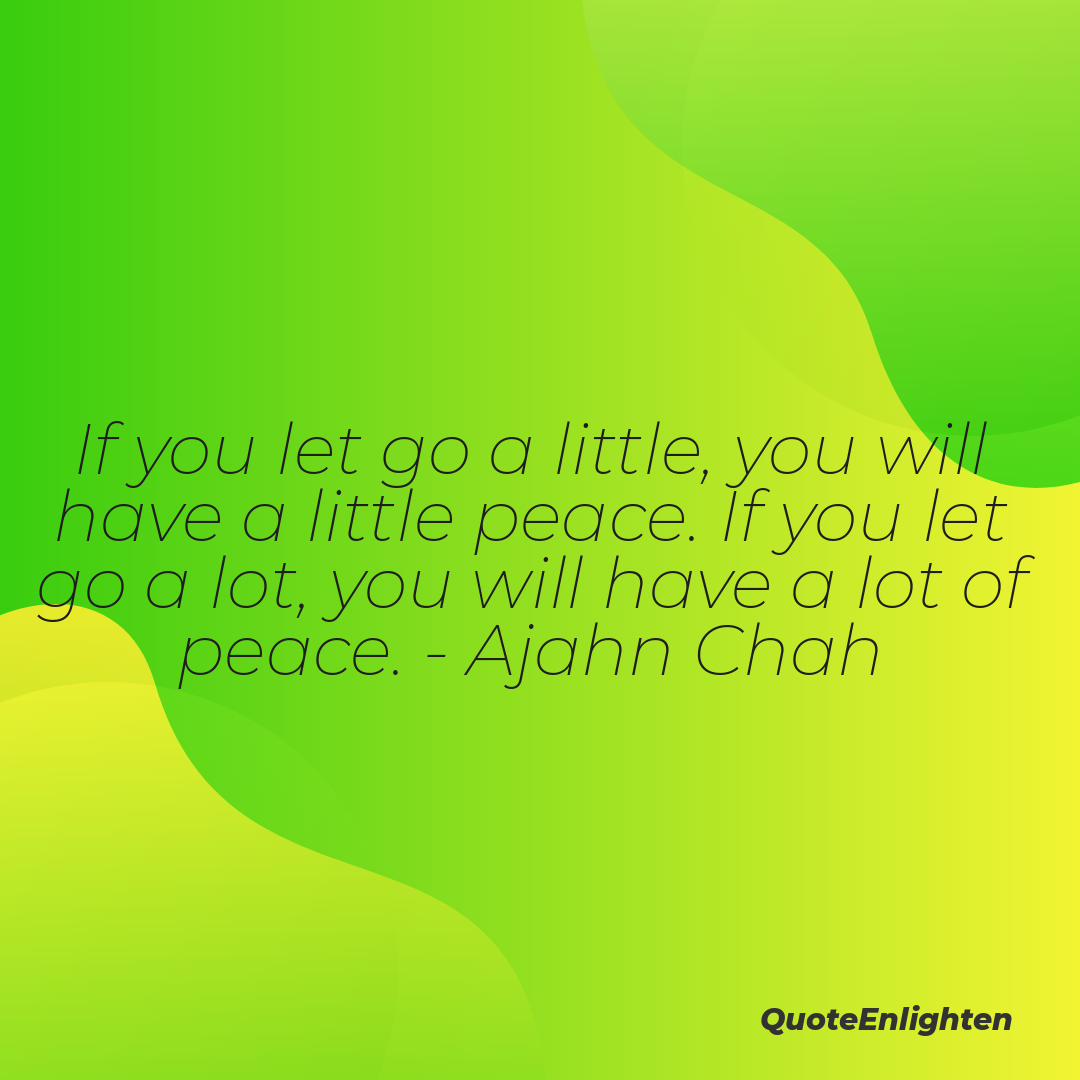 If you let go a little, you will
have a little peace. If you let
go a lot, you will have a lot of
peace. - Ajahn Chah
QuoteEnlighten